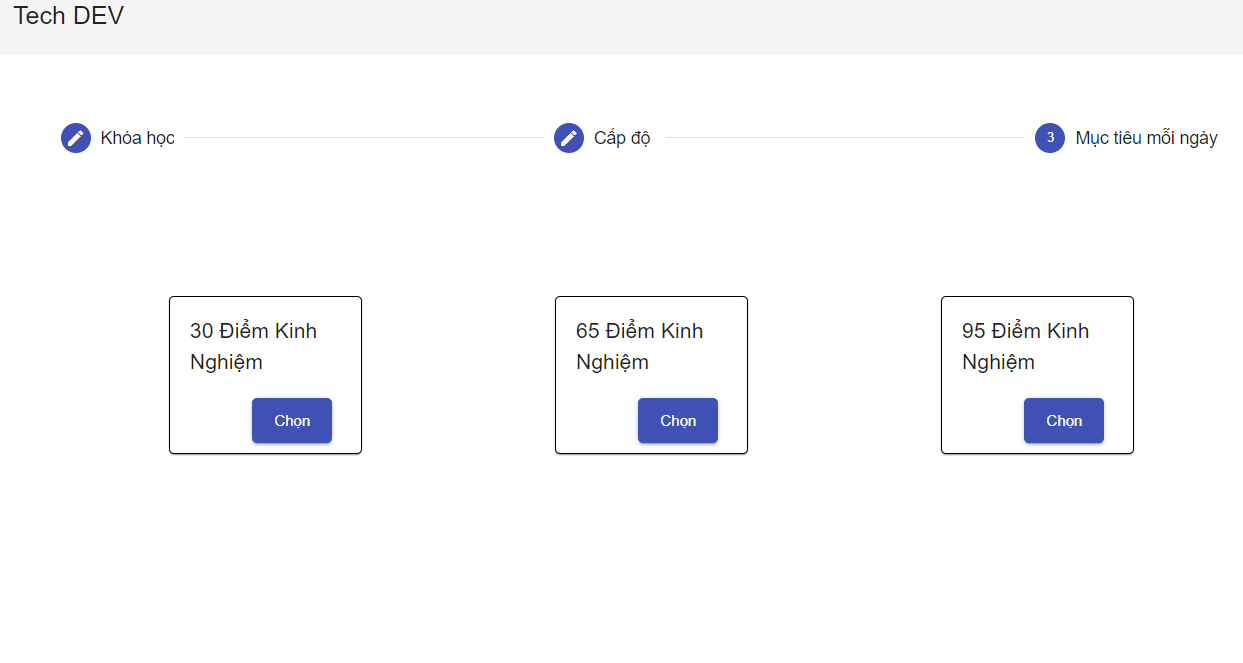 Tech DEV
Khóa học
Cấp độ
3 Mục tiêu mỗi ngày
30 Điểm Kinh
Nghiệm
Chọn
65 Điểm Kinh
Nghiệm
Chọn
95 Điểm Kinh
Nghiệm
Chọn